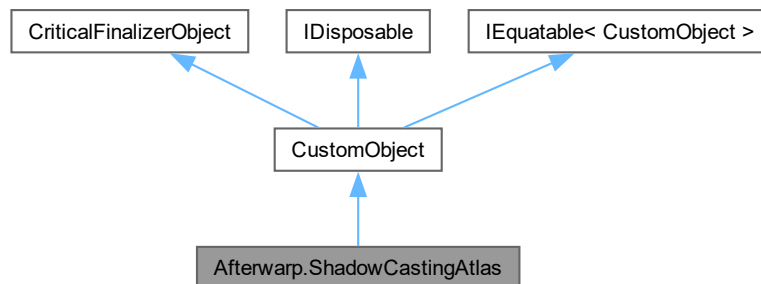 CriticalFinalizerObject
IDisposable
IEquatable< CustomObject >
CustomObject
Afterwarp.ShadowCastingAtlas